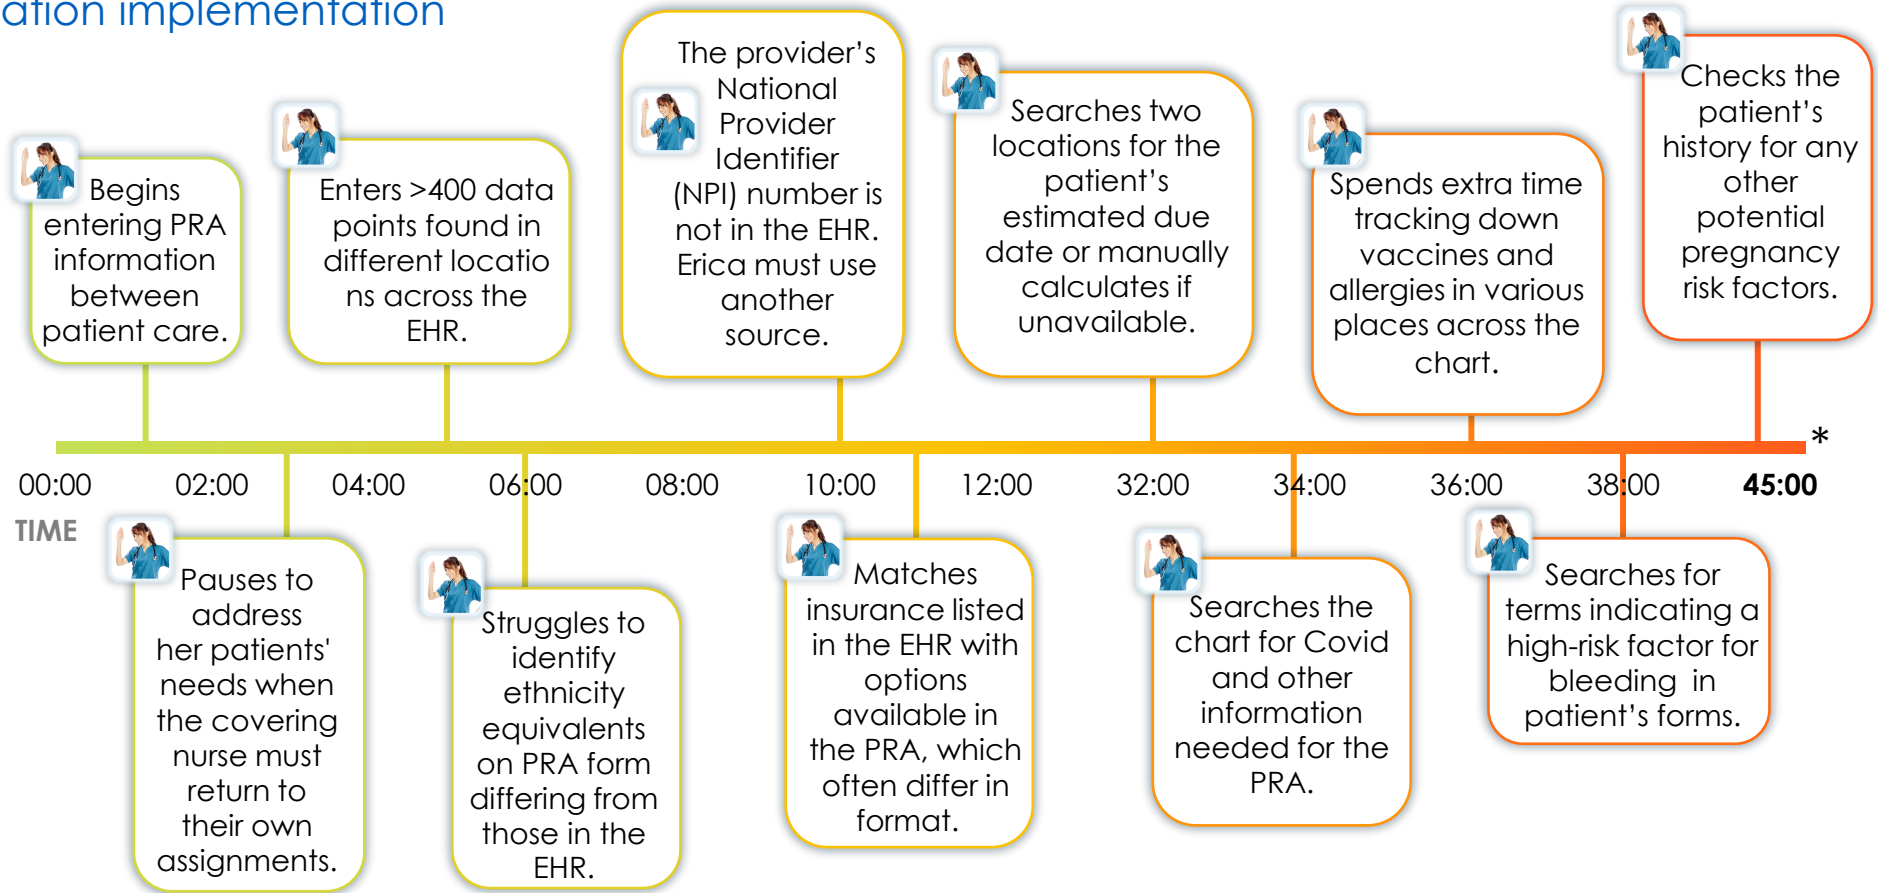 ation implementation
Begins
entering PRA
information
between
patient care.
Enters >400 data
points found in
different locatio
ns across the
EHR.
The provider’s
National
Provider
Identifier
(NPI) number is
not in the EHR.
Erica must use
another
source.
Searches two
locations for the
patient’s
estimated due
date or manually
calculates if
unavailable.
Spends extra time
tracking down
vaccines and
allergies in various
places across the
chart.
Checks the
patient’s
history for any
other
potential
pregnancy
risk factors.
*
00:00 02:00 04:00 06:00 08:00 10:00 12:00 32:00 34:00 36:00 38:00 45:00
TIME
Pauses to
address
her patients'
needs when
the covering
nurse must
return to
their own
assignments.
Struggles to
identify
ethnicity
equivalents
on PRA form
differing from
those in the
EHR.
Matches
insurance listed
in the EHR with
options
available in
the PRA, which
often differ in
format.
Searches the
chart for Covid
and other
information
needed for the
PRA.
Searches for
terms indicating a
high-risk factor for
bleeding in
patient’s forms.